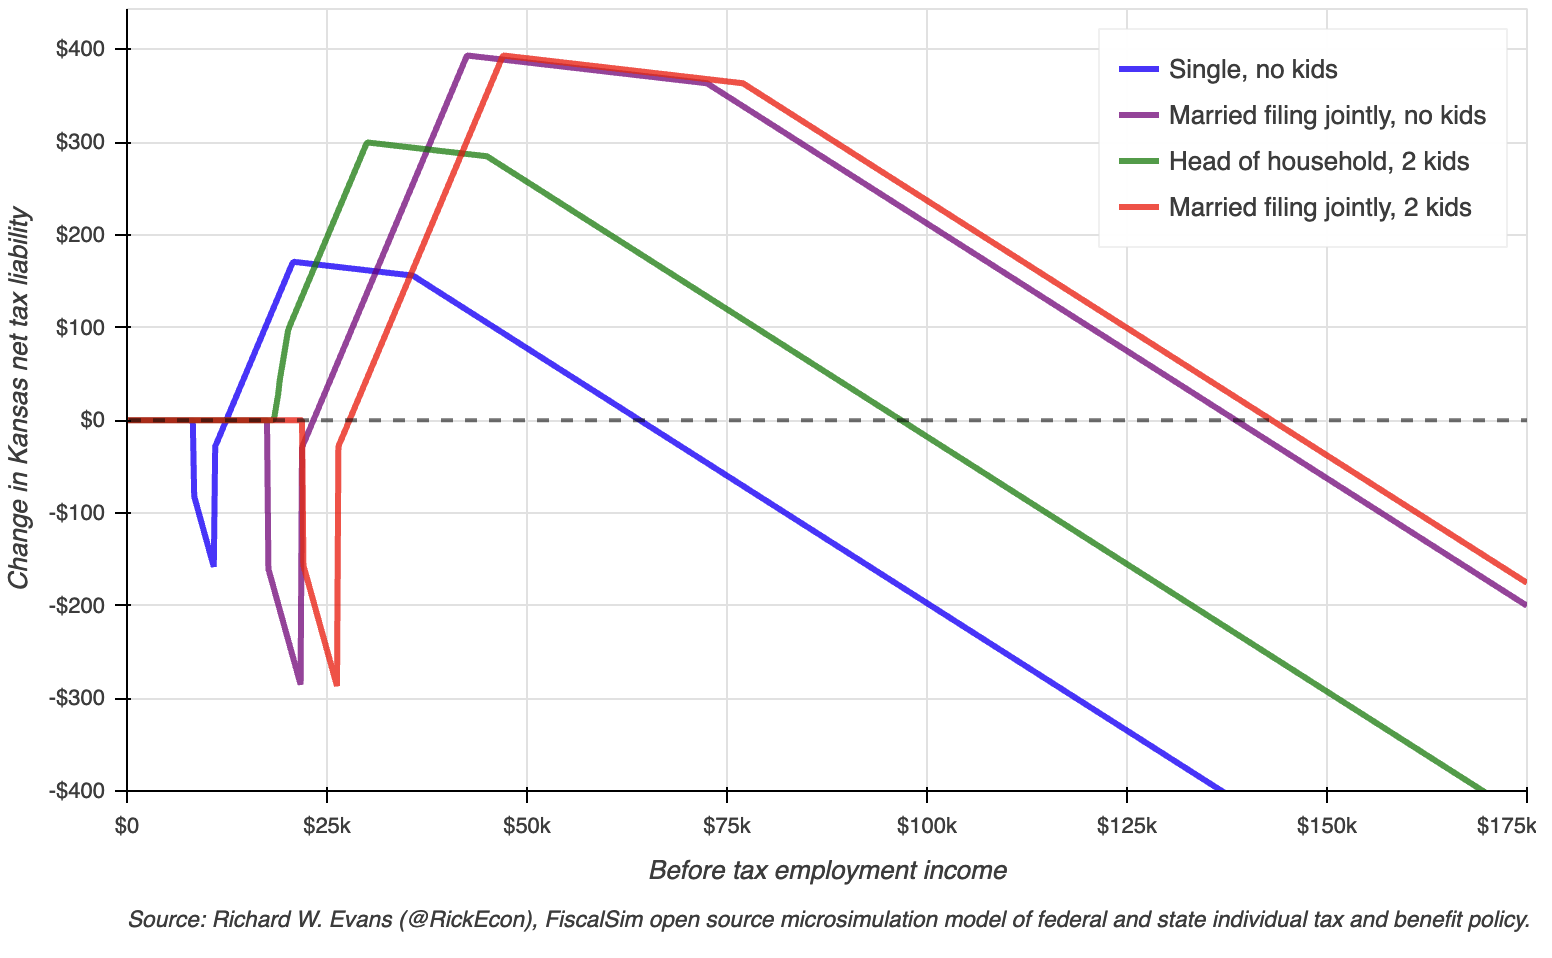 $400
$300
$200
$100
$0
-$100
-$200
-$300
-$400
Change in Kansas net tax liability
Single, no kids
Married filing jointly, no kids
Head of household, 2 kids
Married filing jointly, 2 kids
$0 $25k $50k $75k $100k $125k $150k $175k
Before tax employment income
Source: Richard W. Evans (@RickEcon), FiscalSim open source microsimulation model of federal and state individual tax and benefit policy.